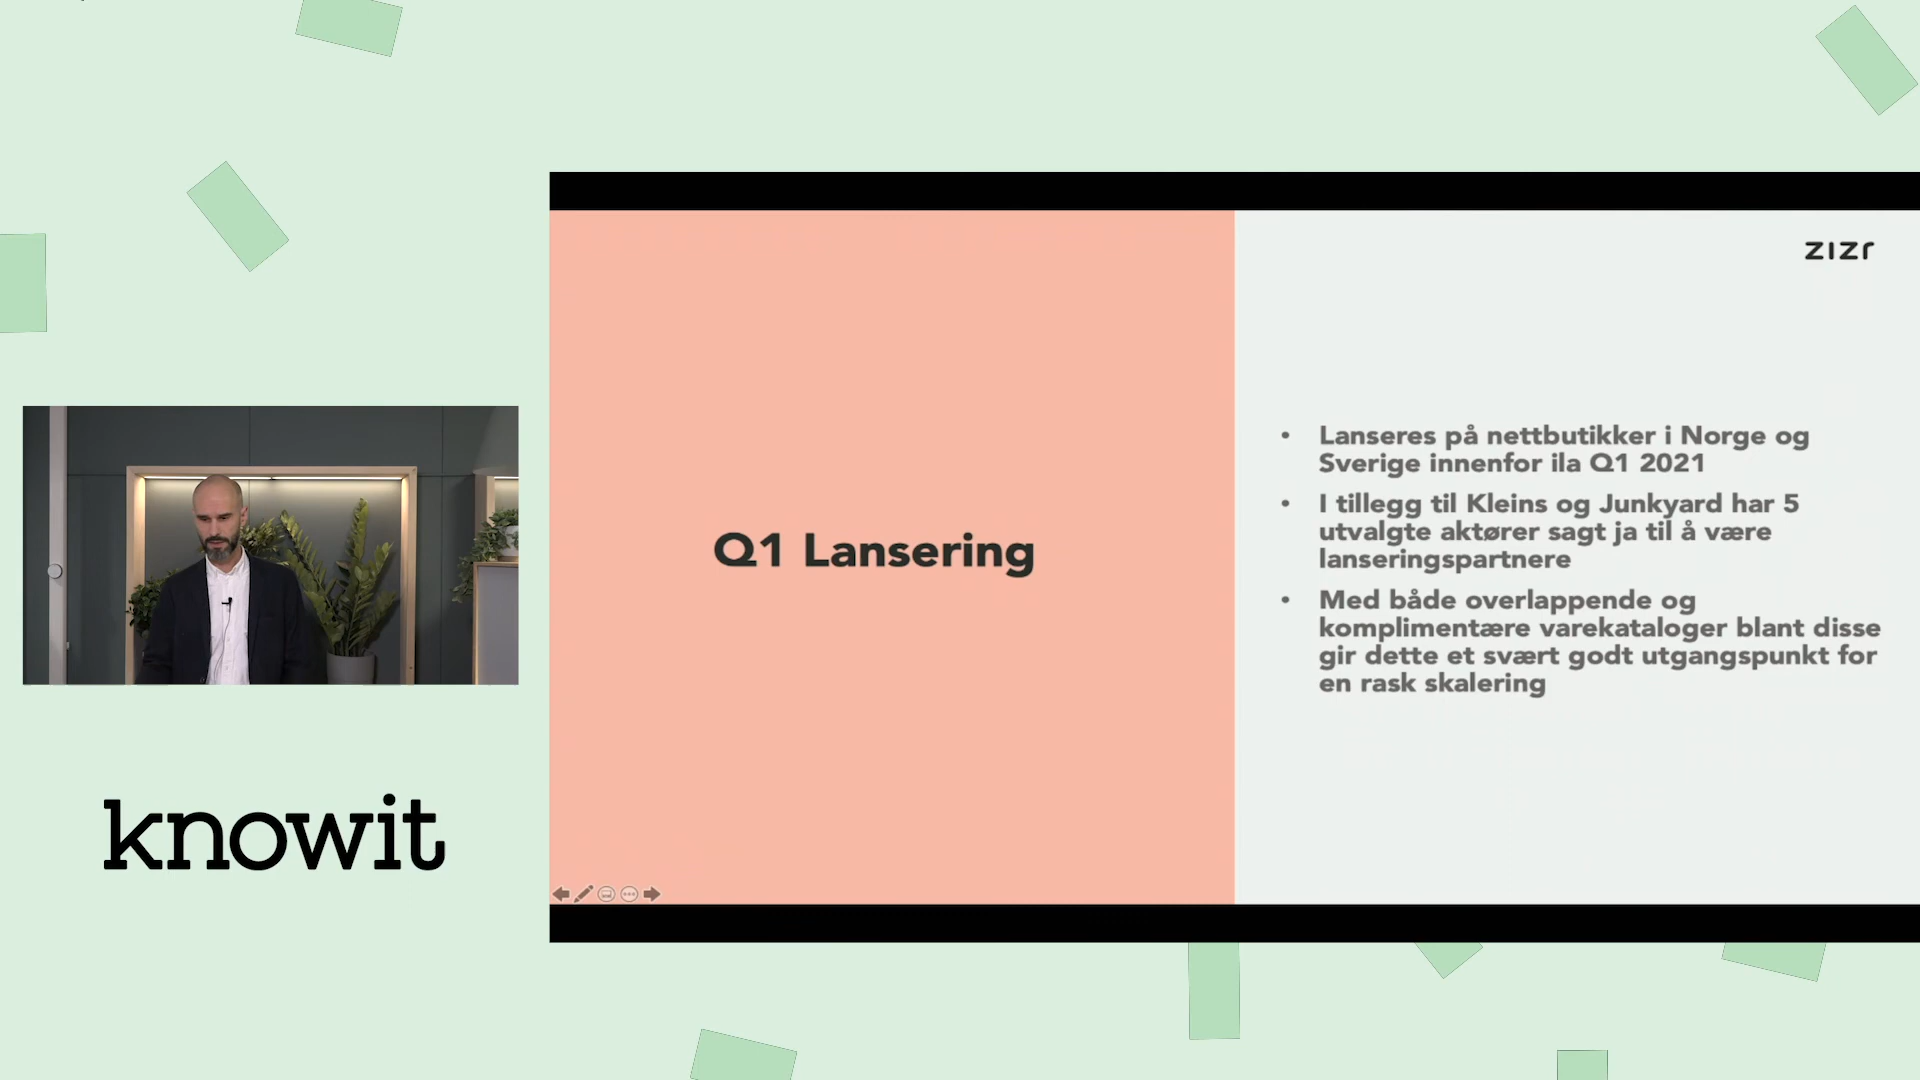 zızr
Lanseres på nettbutikker i Norge og
Sverige innenfor ila Q1 2021
I tillegg til Kleins og Junkyard har 5
utvalgte aktører sagt ja til å være
lanseringspartnere
Med både overlappende og
komplimentære varekataloger blant disse
gir dette et svært godt utgangspunkt for
en rask skalering
Q1 Lansering
knowit